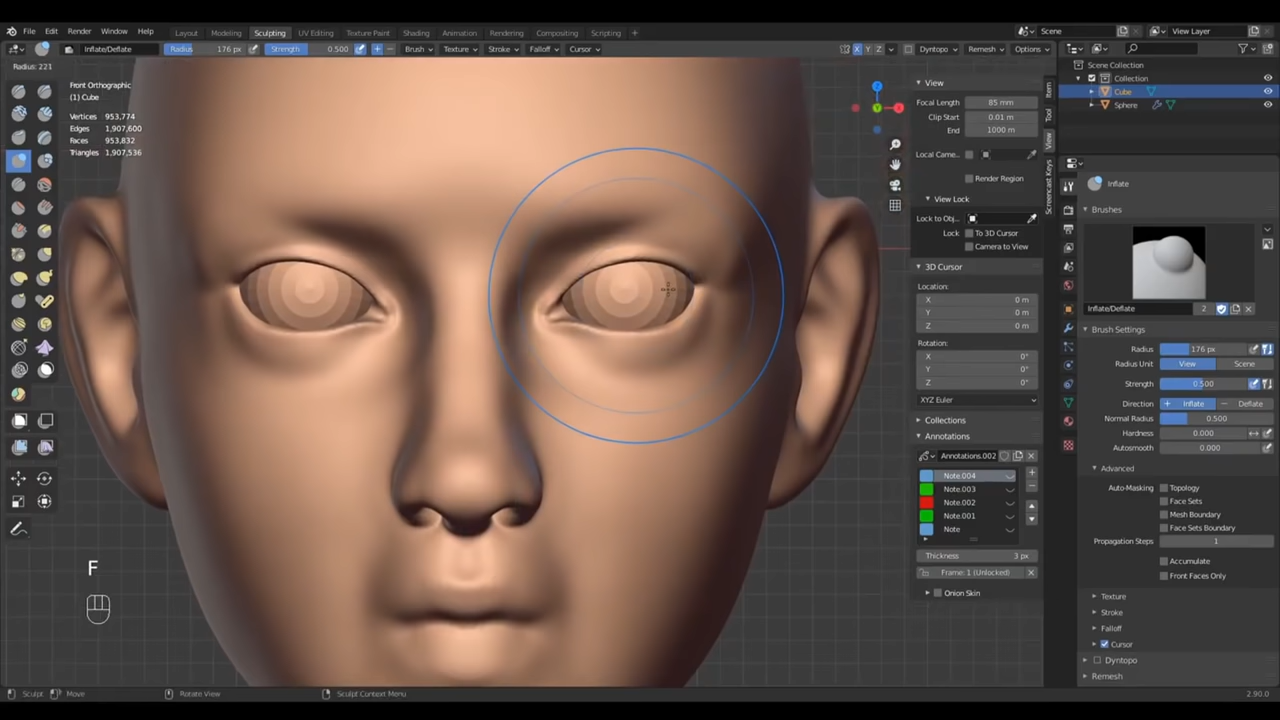 File Edit Render Window Help Layout Modeling Sculpting UV Editing Texture Paint Shading Animation Rendering Compositing Scripting + Scene View Layer
Inflate/Deflate Radius 176 px Strength 0.500 + − Brush Texture Stroke Falloff Cursor X Y Z Dyntopo Remesh Options
Radius: 221
Front Orthographic
(1) Cube
Vertices 953,774
Edges 1,907,600
Faces 953,832
Triangles 1,907,536
F
Z
X
Y
View
Focal Length 85 mm
Clip Start 0.01 m
End 1000 m
Local Came..
Render Region
View Lock
Lock to Obj..
Lock To 3D Cursor
Camera to View
3D Cursor
Location:
X 0 m
Y 0 m
Z 0 m
Rotation:
X 0°
Y 0°
Z 0°
XYZ Euler
Collections
Annotations
Annotations.002
Note.004
Note.003
Note.002
Note.001
Note
Thickness 3 px
Frame: 1 (Unlocked)
Onion Skin
Item
Tool
View
Screencast Keys
Scene Collection
Collection
Cube
Sphere
Inflate
Brushes
Inflate/Deflate 2
Brush Settings
Radius 176 px
Radius Unit View Scene
Strength 0.500
Direction + Inflate − Deflate
Normal Radius 0.500
Hardness 0.000
Autosmooth 0.000
Advanced
Auto-Masking Topology
Face Sets
Mesh Boundary
Face Sets Boundary
Propagation Steps 1
Accumulate
Front Faces Only
Texture
Stroke
Falloff
Cursor
Dyntopo
Remesh
Sculpt Move Rotate View Sculpt Context Menu 2.90.0